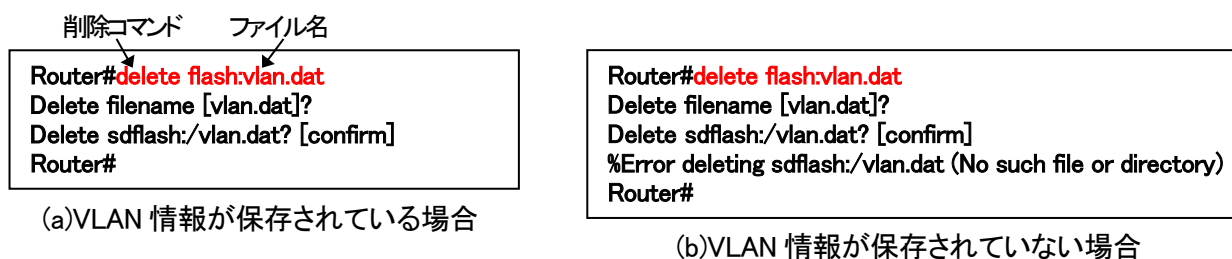 削除コマンド ファイル名
Router#delete flash:vlan.dat
Delete filename [vlan.dat]?
Delete sdflash:/vlan.dat? [confirm]
Router#
(a)VLAN 情報が保存されている場合
Router#delete flash:vlan.dat
Delete filename [vlan.dat]?
Delete sdflash:/vlan.dat? [confirm]
%Error deleting sdflash:/vlan.dat (No such file or directory)
Router#
(b)VLAN 情報が保存されていない場合